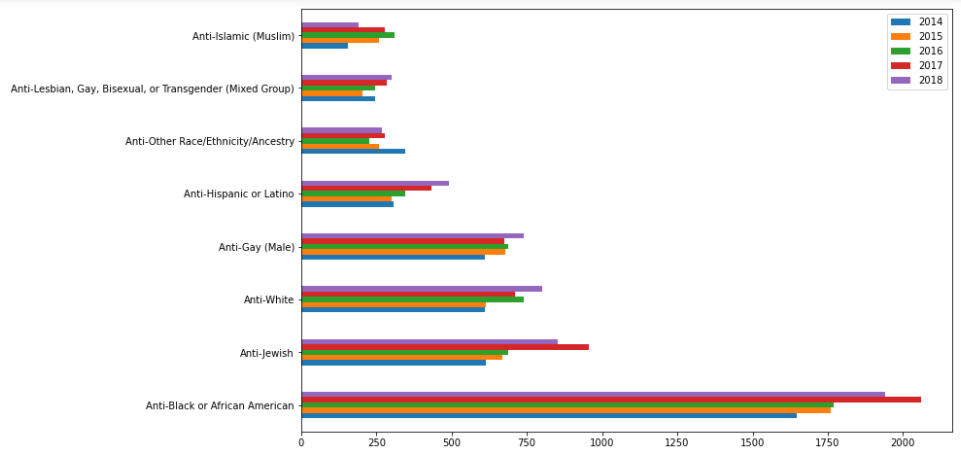 Anti-Islamic (Muslim)
Anti-Lesbian, Gay, Bisexual, or Transgender (Mixed Group)
Anti-Other Race/Ethnicity/Ancestry
Anti-Hispanic or Latino
Anti-Gay (Male)
Anti-White
Anti-Jewish
Anti-Black or African American
0 250 500 750 1000 1250 1500 1750 2000
2014
2015
2016
2017
2018